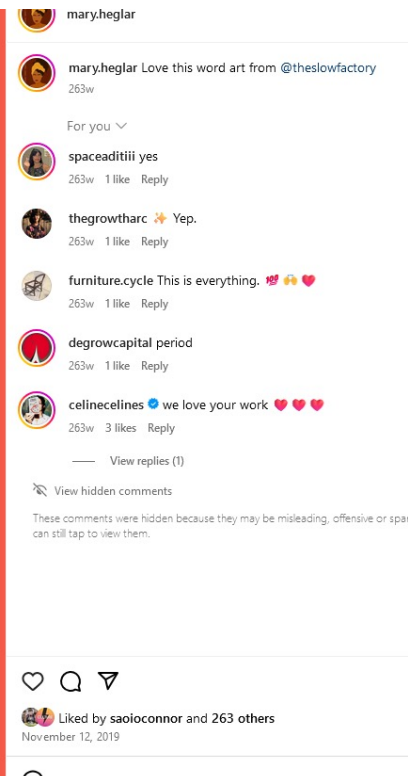 mary.heglar
mary.heglar Love this word art from @theslowfactory
263w
For you
spaceaditiii yes
263w 1 like Reply
thegrowtharc ✨ Yep.
263w 1 like Reply
furniture.cycle This is everything. 💯 🙌 ❤️
263w 1 like Reply
degrowcapital period
263w 1 like Reply
celinecelines we love your work ❤️ ❤️ ❤️
263w 3 likes Reply
View replies (1)
View hidden comments
These comments were hidden because they may be misleading, offensive or
can still tap to view them.
Liked by saoioconnor and 263 others
November 12, 2019